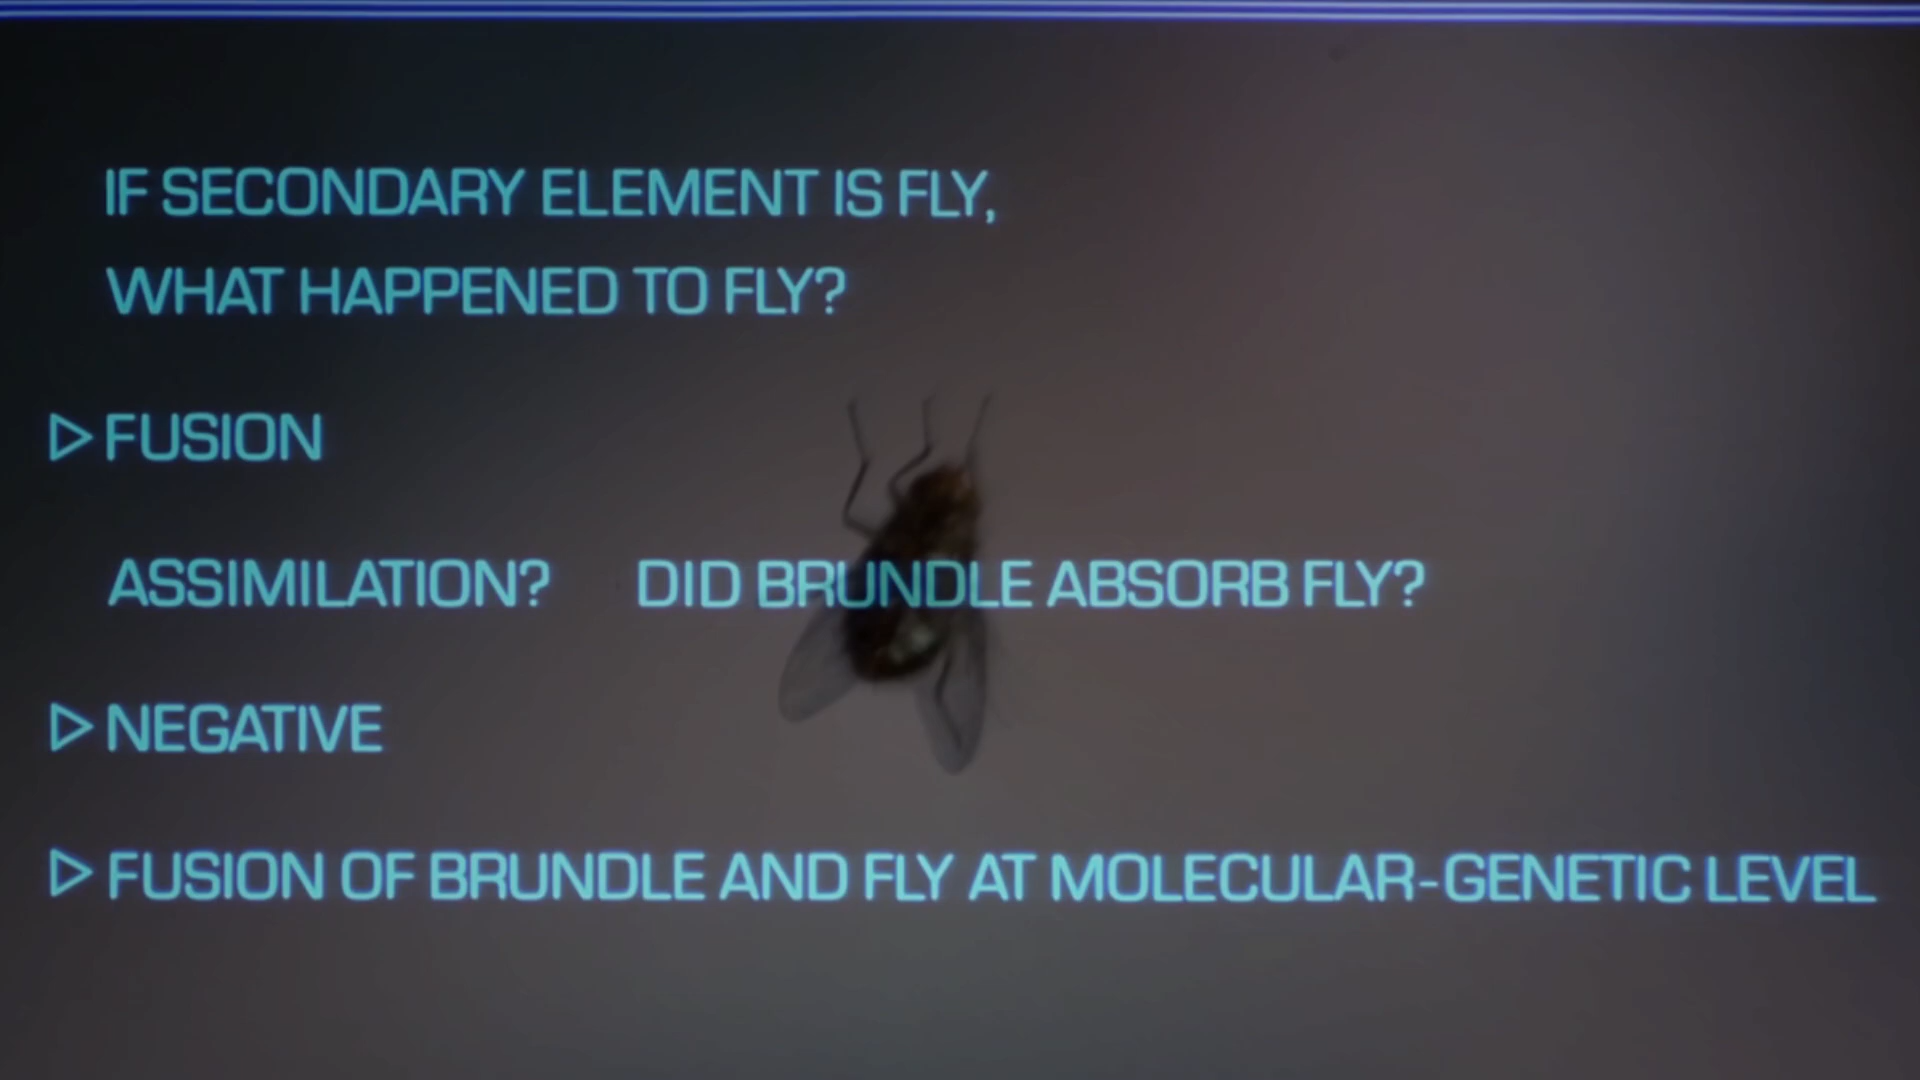 IF SECONDARY ELEMENT IS FLY,
WHAT HAPPENED TO FLY?
▷ FUSION
ASSIMILATION? DID BRUNDLE ABSORB FLY?
▷ NEGATIVE
▷ FUSION OF BRUNDLE AND FLY AT MOLECULAR-GENETIC LEVEL